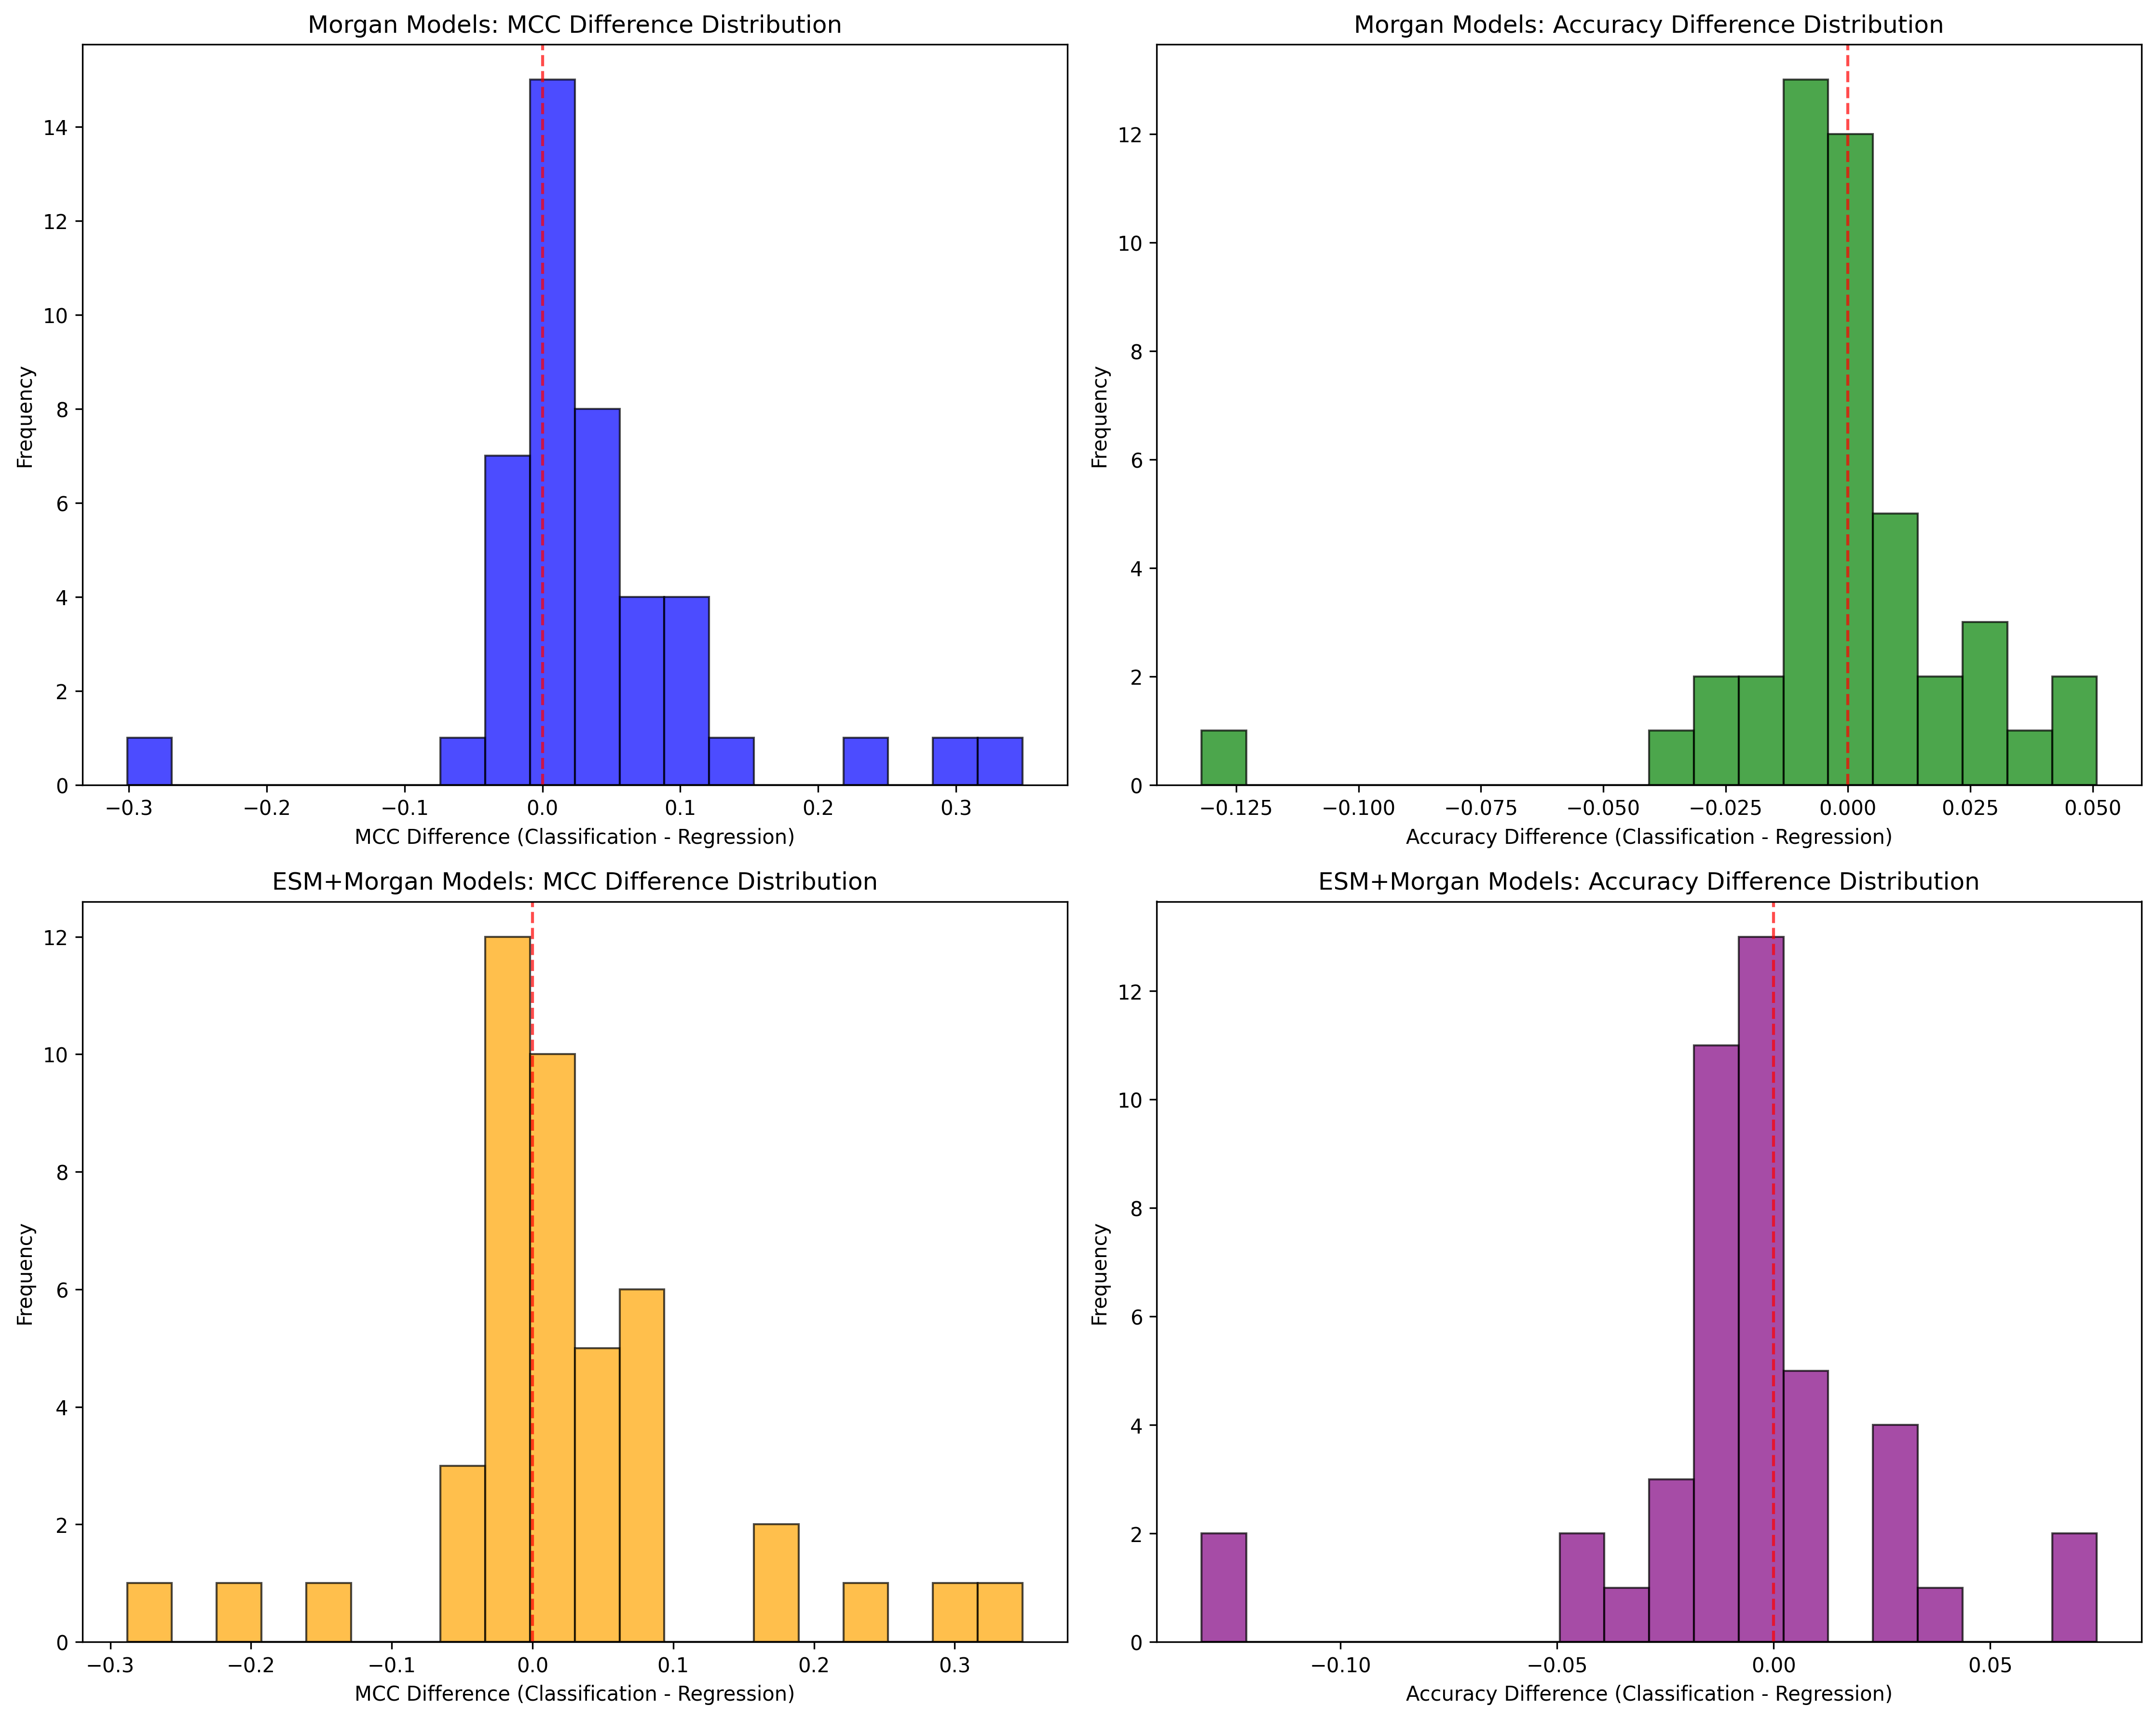 Morgan Models: MCC Difference Distribution
Frequency
14
12
10
8
6
4
2
0
−0.3 −0.2 −0.1 0.0 0.1 0.2 0.3
MCC Difference (Classification - Regression)
Morgan Models: Accuracy Difference Distribution
Frequency
12
10
8
6
4
2
0
−0.125 −0.100 −0.075 −0.050 −0.025 0.000 0.025 0.050
Accuracy Difference (Classification - Regression)
ESM+Morgan Models: MCC Difference Distribution
Frequency
12
10
8
6
4
2
0
−0.3 −0.2 −0.1 0.0 0.1 0.2 0.3
MCC Difference (Classification - Regression)
ESM+Morgan Models: Accuracy Difference Distribution
Frequency
12
10
8
6
4
2
0
−0.10 −0.05 0.00 0.05
Accuracy Difference (Classification - Regression)